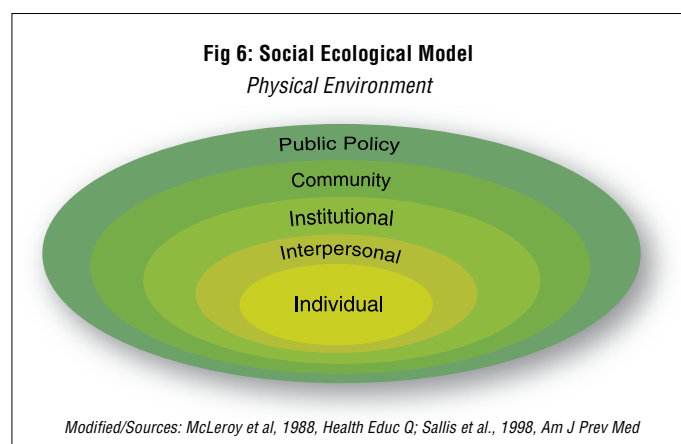 Fig 6: Social Ecological Model
Physical Environment
Public Policy
Community
Institutional
Interpersonal
Individual
Modified/Sources: McLeroy et al, 1988, Health Educ Q; Sallis et al., 1998, Am J Prev Med